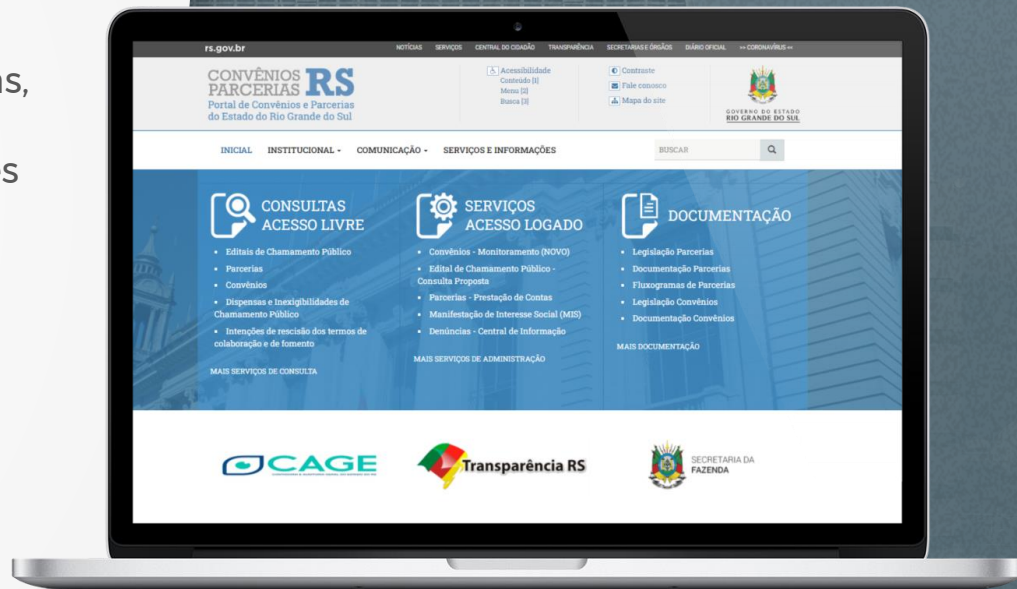 s,
es
rs.gov.br
NOTÍCIAS SERVIÇOS CENTRAL DO CIDADÃO TRANSPARÊNCIA SECRETARIAS E ÓRGÃOS DIÁRIO OFICIAL »» CORONAVÍRUS ««
CONVÊNIOS
PARCERIAS RS
Portal de Convênios e Parcerias
do Estado do Rio Grande do Sul
Acessibilidade
Conteúdo [1]
Menu [2]
Busca [3]
Contraste
Fale conosco
Mapa do site
GOVERNO DO ESTADO
RIO GRANDE DO SUL
INICIAL INSTITUCIONAL COMUNICAÇÃO SERVIÇOS E INFORMAÇÕES BUSCAR
CONSULTAS
ACESSO LIVRE
• Editais de Chamamento Público
• Parcerias
• Convênios
• Dispensas e Inexigibilidades de
Chamamento Público
• Intenções de rescisão dos termos de
colaboração e de fomento
MAIS SERVIÇOS DE CONSULTA
SERVIÇOS
ACESSO LOGADO
• Convênios - Monitoramento (NOVO)
• Edital de Chamamento Público -
Consulta Proposta
• Parcerias - Prestação de Contas
• Manifestação de Interesse Social (MIS)
• Denúncias - Central de Informação
MAIS SERVIÇOS DE ADMINISTRAÇÃO
DOCUMENTAÇÃO
• Legislação Parcerias
• Documentação Parcerias
• Fluxogramas de Parcerias
• Legislação Convênios
• Documentação Convênios
MAIS DOCUMENTAÇÃO
CAGE
Transparência RS
SECRETARIA DA
FAZENDA